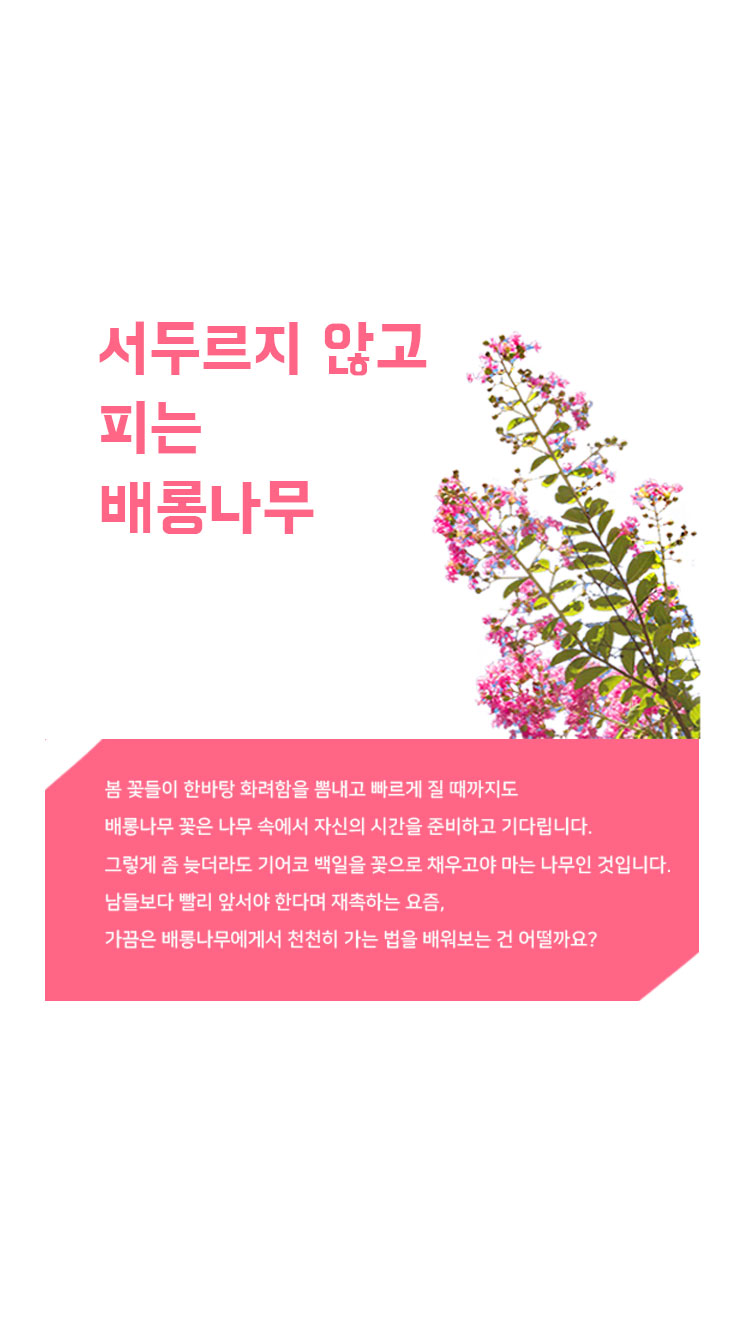 서두르지 않고
피는
배롱나무
봄 꽃들이 한바탕 화려함을 뽐내고 빠르게 질 때까지도
배롱나무 꽃은 나무 속에서 자신의 시간을 준비하고 기다립니다.
그렇게 좀 늦더라도 기어코 백일을 꽃으로 채우고야 마는 나무인 것입니다.
남들보다 빨리 앞서야 한다며 재촉하는 요즘,
가끔은 배롱나무에게서 천천히 가는 법을 배워보는 건 어떨까요?